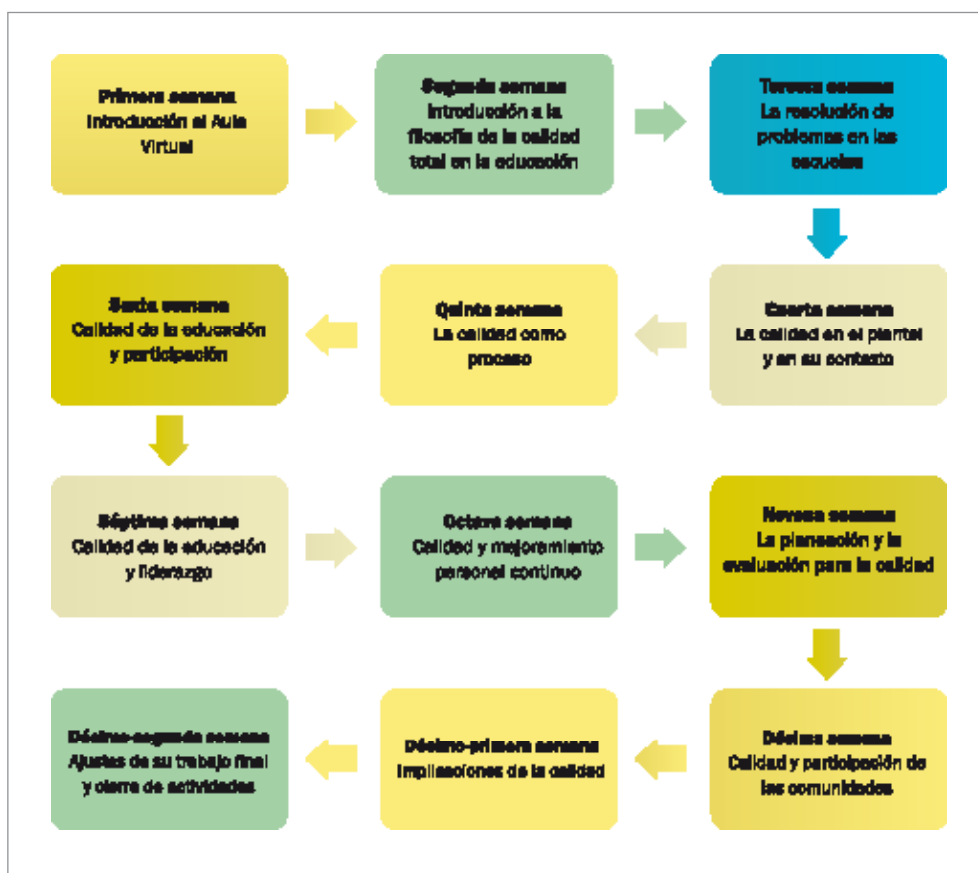 Primera semana
Introducción al Aula
Virtual
Segunda semana
Introducción a la
filosofía de la calidad
total en la educación
Tercera semana
La resolución de
problemas en las
escuelas
Cuarta semana
La calidad en el plantel
y en su contexto
Quinta semana
La calidad como
proceso
Sexta semana
Calidad de la educación
y participación
Séptima semana
Calidad de la educación
y liderazgo
Octava semana
Calidad y mejoramiento
personal continuo
Novena semana
La planeación y la
evaluación para la calidad
Décima semana
Calidad y participación de
las comunidades
Décimo-primera semana
Implicaciones de la calidad
Décimo-segunda semana
Ajustes de su trabajo final
y cierre de actividades